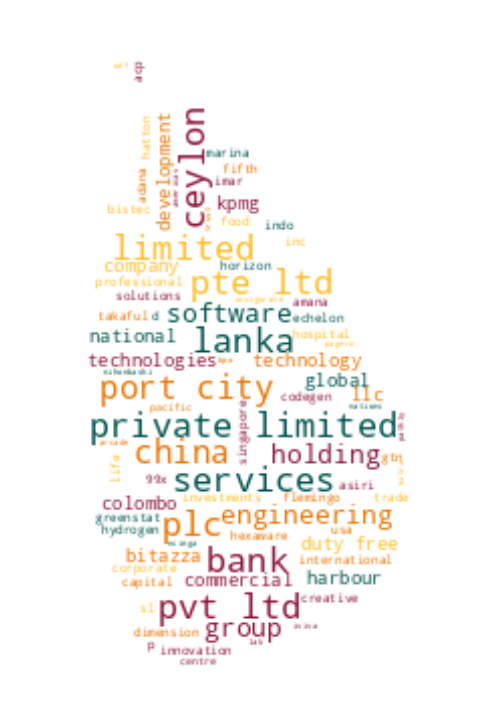 acp
ceylon
development
hatton
adana
marina
fifth
imar
kpmg
bistec
food
indo
limited
inc
company
horizon
professional
pte ltd
solutions
amana
takaful d
software
echelon
national
lanka
hospital
technologies
technology
port city
global
codegen
llc
pacific
singapore
private limited
china
holding
gtn
life
99x
services
asiri
colombo
investments
flemingo
trade
greenstat
plc
engineering
hydrogen
hexaware
usa
duty free
bitazza
bank
international
corporate
capital
commercial
harbour
creative
sl
pvt ltd
dimension
group
p
innovation
centre